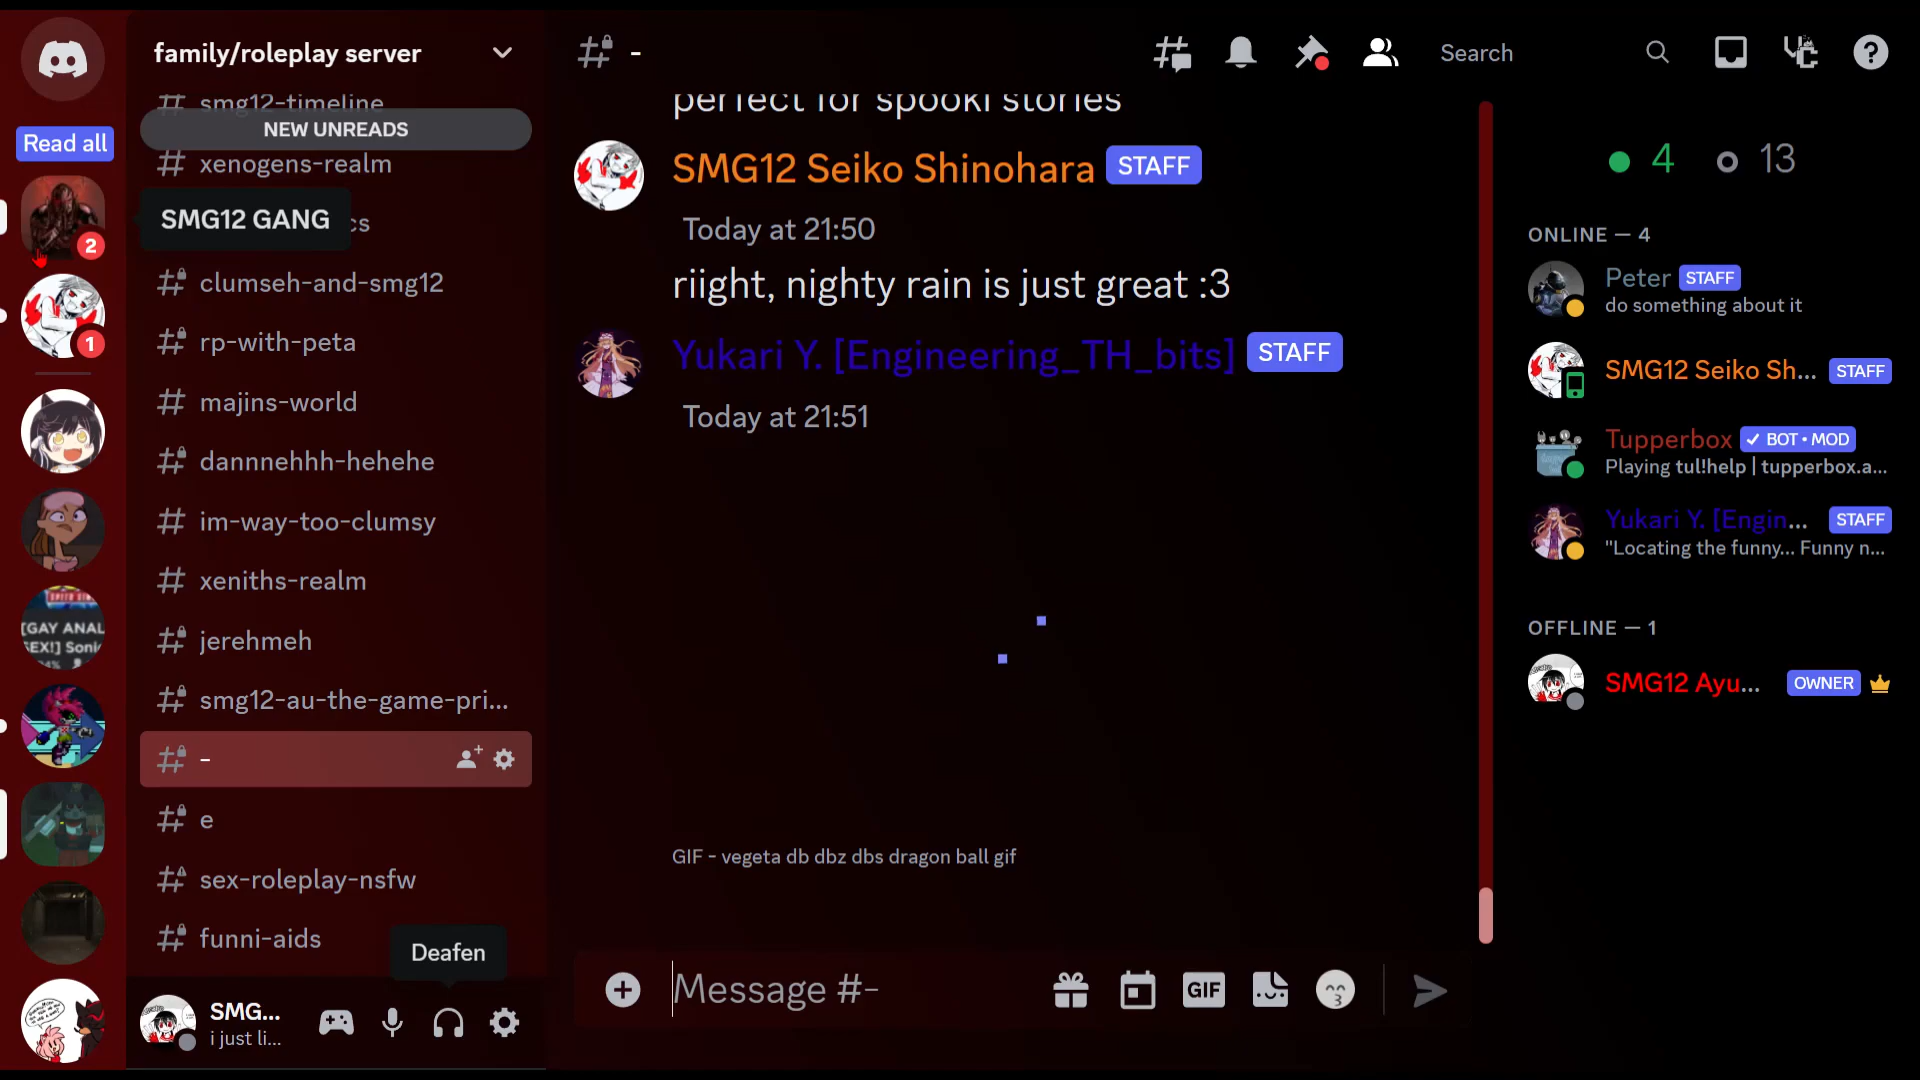 family/roleplay server
smg12-timeline
NEW UNREADS
xenogens-realm
cs
clumseh-and-smg12
rp-with-peta
majins-world
dannnehhh-hehehe
im-way-too-clumsy
xeniths-realm
jerehmeh
smg12-au-the-game-pri...
-
e
sex-roleplay-nsfw
funni-aids
Deafen
SMG...
i just li...
Read all
SMG12 GANG
2
1
[GAY ANAL
SEX!] Soni
-
Search
perfect for spooki stories
SMG12 Seiko Shinohara STAFF
Today at 21:50
riight, nighty rain is just great :3
Yukari Y. [Engineering_TH_bits] STAFF
Today at 21:51
GIF - vegeta db dbz dbs dragon ball gif
Message #-
GIF
4 13
ONLINE — 4
Peter STAFF
do something about it
SMG12 Seiko Sh... STAFF
Tupperbox BOT • MOD
Playing tul!help | tupperbox.a...
Yukari Y. [Engin... STAFF
"Locating the funny... Funny n...
OFFLINE — 1
SMG12 Ayu... OWNER